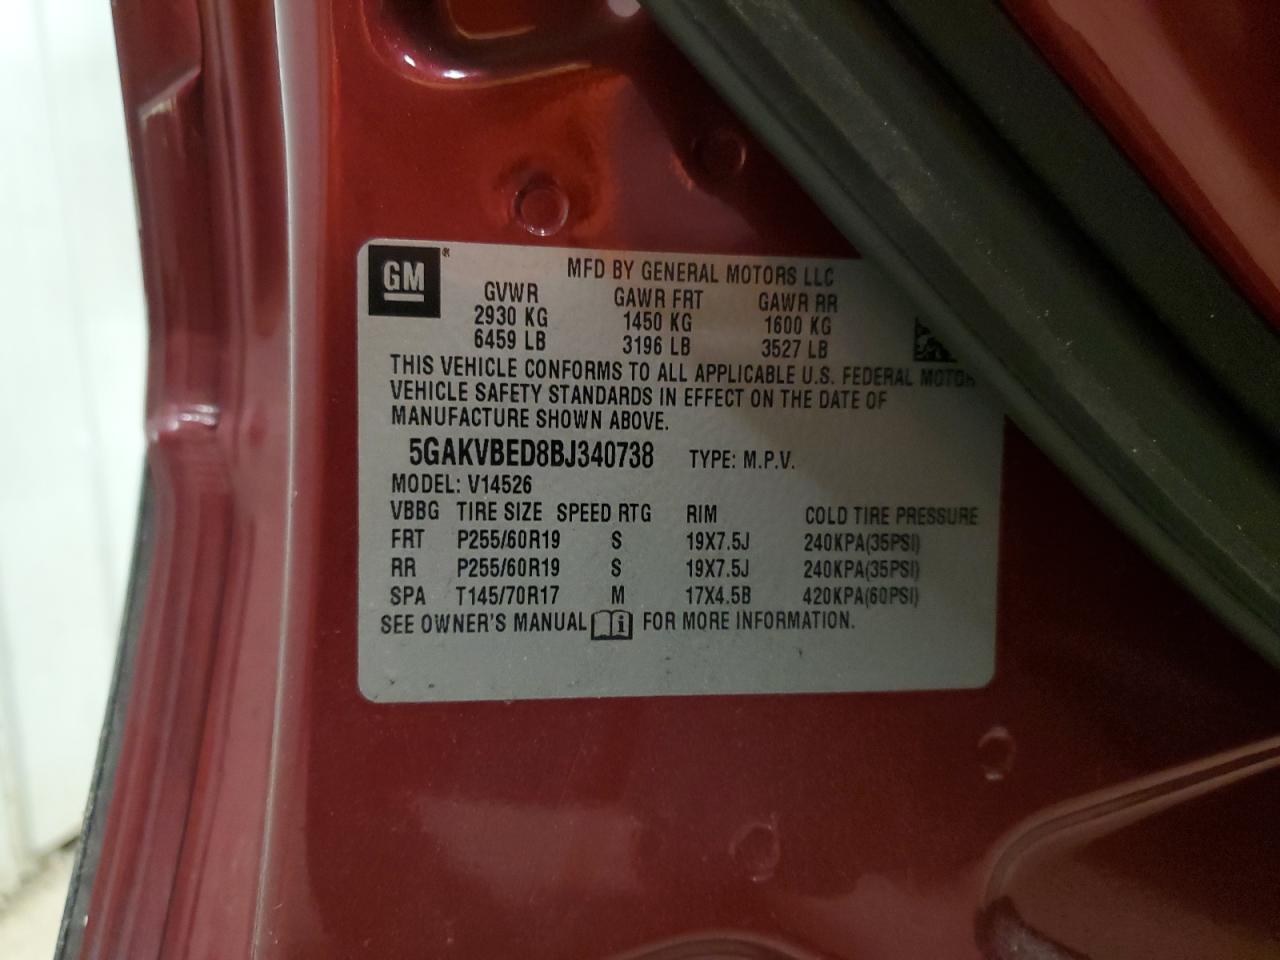 GM® MFD BY GENERAL MOTORS LLC
GVWR GAWR FRT GAWR RR
2930 KG 1450 KG 1600 KG
6459 LB 3196 LB 3527 LB
THIS VEHICLE CONFORMS TO ALL APPLICABLE U.S. FEDERAL MOTOR
VEHICLE SAFETY STANDARDS IN EFFECT ON THE DATE OF
MANUFACTURE SHOWN ABOVE.
5GAKVBED8BJ340738 TYPE: M.P.V.
MODEL: V14526
VBBG TIRE SIZE SPEED RTG RIM COLD TIRE PRESSURE
FRT P255/60R19 S 19X7.5J 240KPA(35PSI)
RR P255/60R19 S 19X7.5J 240KPA(35PSI)
SPA T145/70R17 M 17X4.5B 420KPA(60PSI)
SEE OWNER'S MANUAL i FOR MORE INFORMATION.